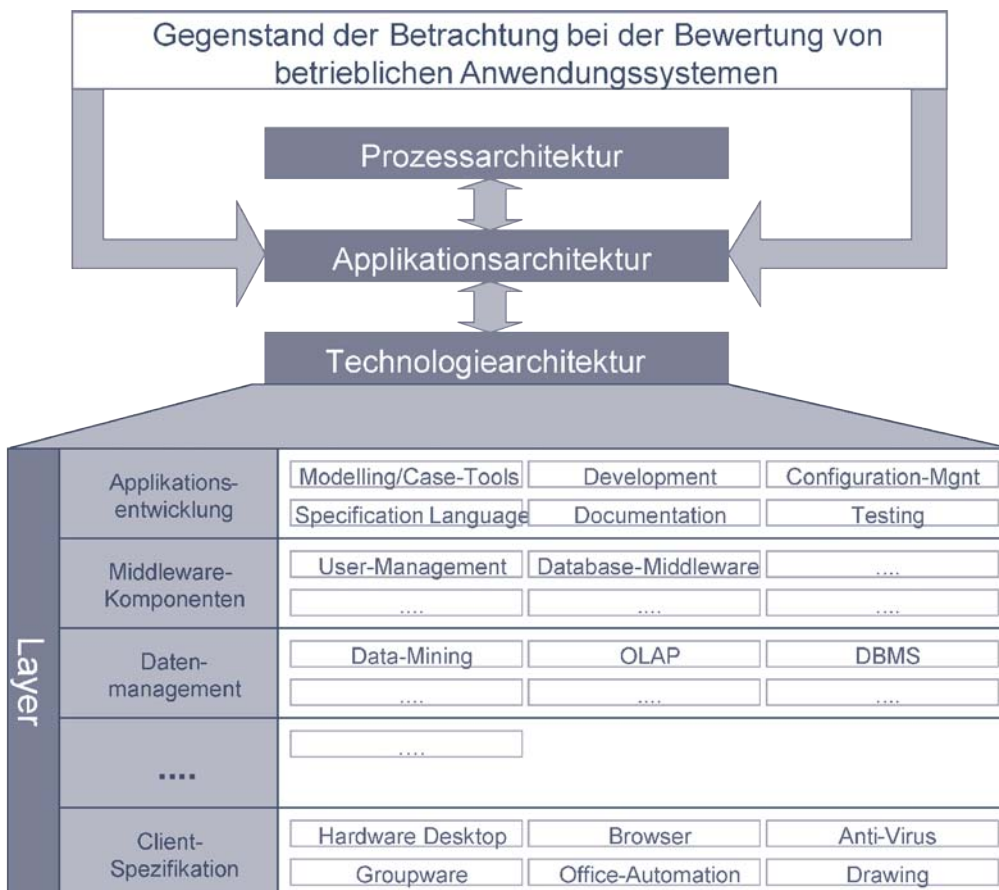 Gegenstand der Betrachtung bei der Bewertung von
betrieblichen Anwendungssystemen
Prozessarchitektur
Applikationsarchitektur
Technologiearchitektur
Layer
Applikations-
entwicklung
Modelling/Case-Tools Development Configuration-Mgnt
Specification Language Documentation Testing
Middleware-
Komponenten
User-Management Database-Middleware ....
.... .... ....
Daten-
management
Data-Mining OLAP DBMS
.... .... ....
....
....
Client-
Spezifikation
Hardware Desktop Browser Anti-Virus
Groupware Office-Automation Drawing